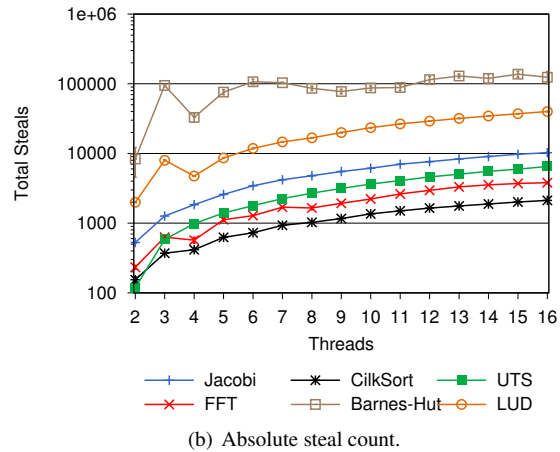 1e+06
100000
10000
1000
100
Total Steals
2 3 4 5 6 7 8 9 10 11 12 13 14 15 16
Threads
Jacobi CilkSort UTS
FFT Barnes-Hut LUD
(b) Absolute steal count.